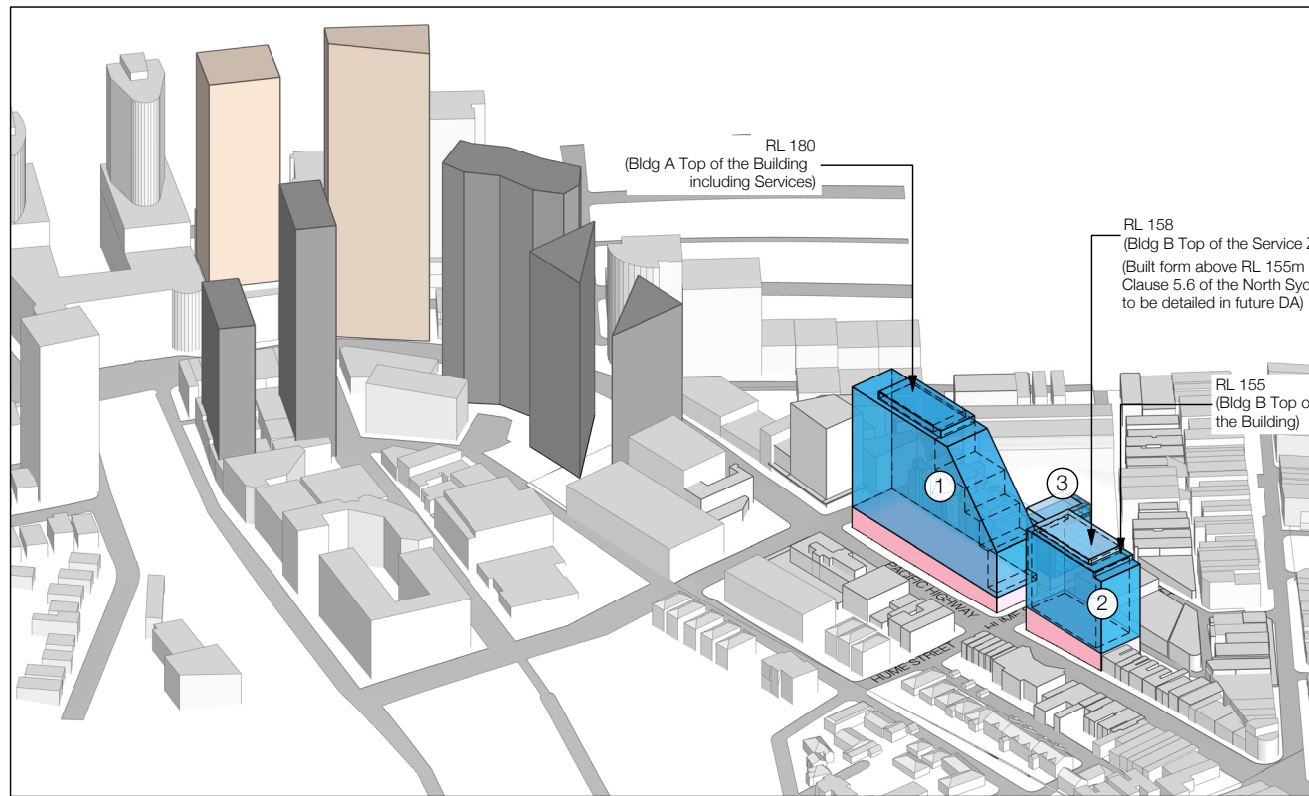 RL 180
(Bldg A Top of the Building
including Services)
RL 158
(Bldg B Top of the Service
(Built form above RL 155m
Clause 5.6 of the North
to be detailed in future DA)
RL 155
(Bldg B Top
the Building)
1
3
2
PACIFIC HIGHWAY
HUME STREET